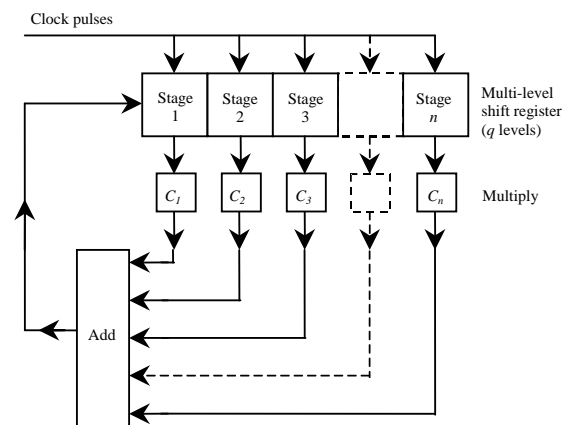 Clock pulses
Stage
1
Stage
2
Stage
3
Stage
n
Multi-level
shift register
(q levels)
C1
C2
C3
Cn
Multiply
Add